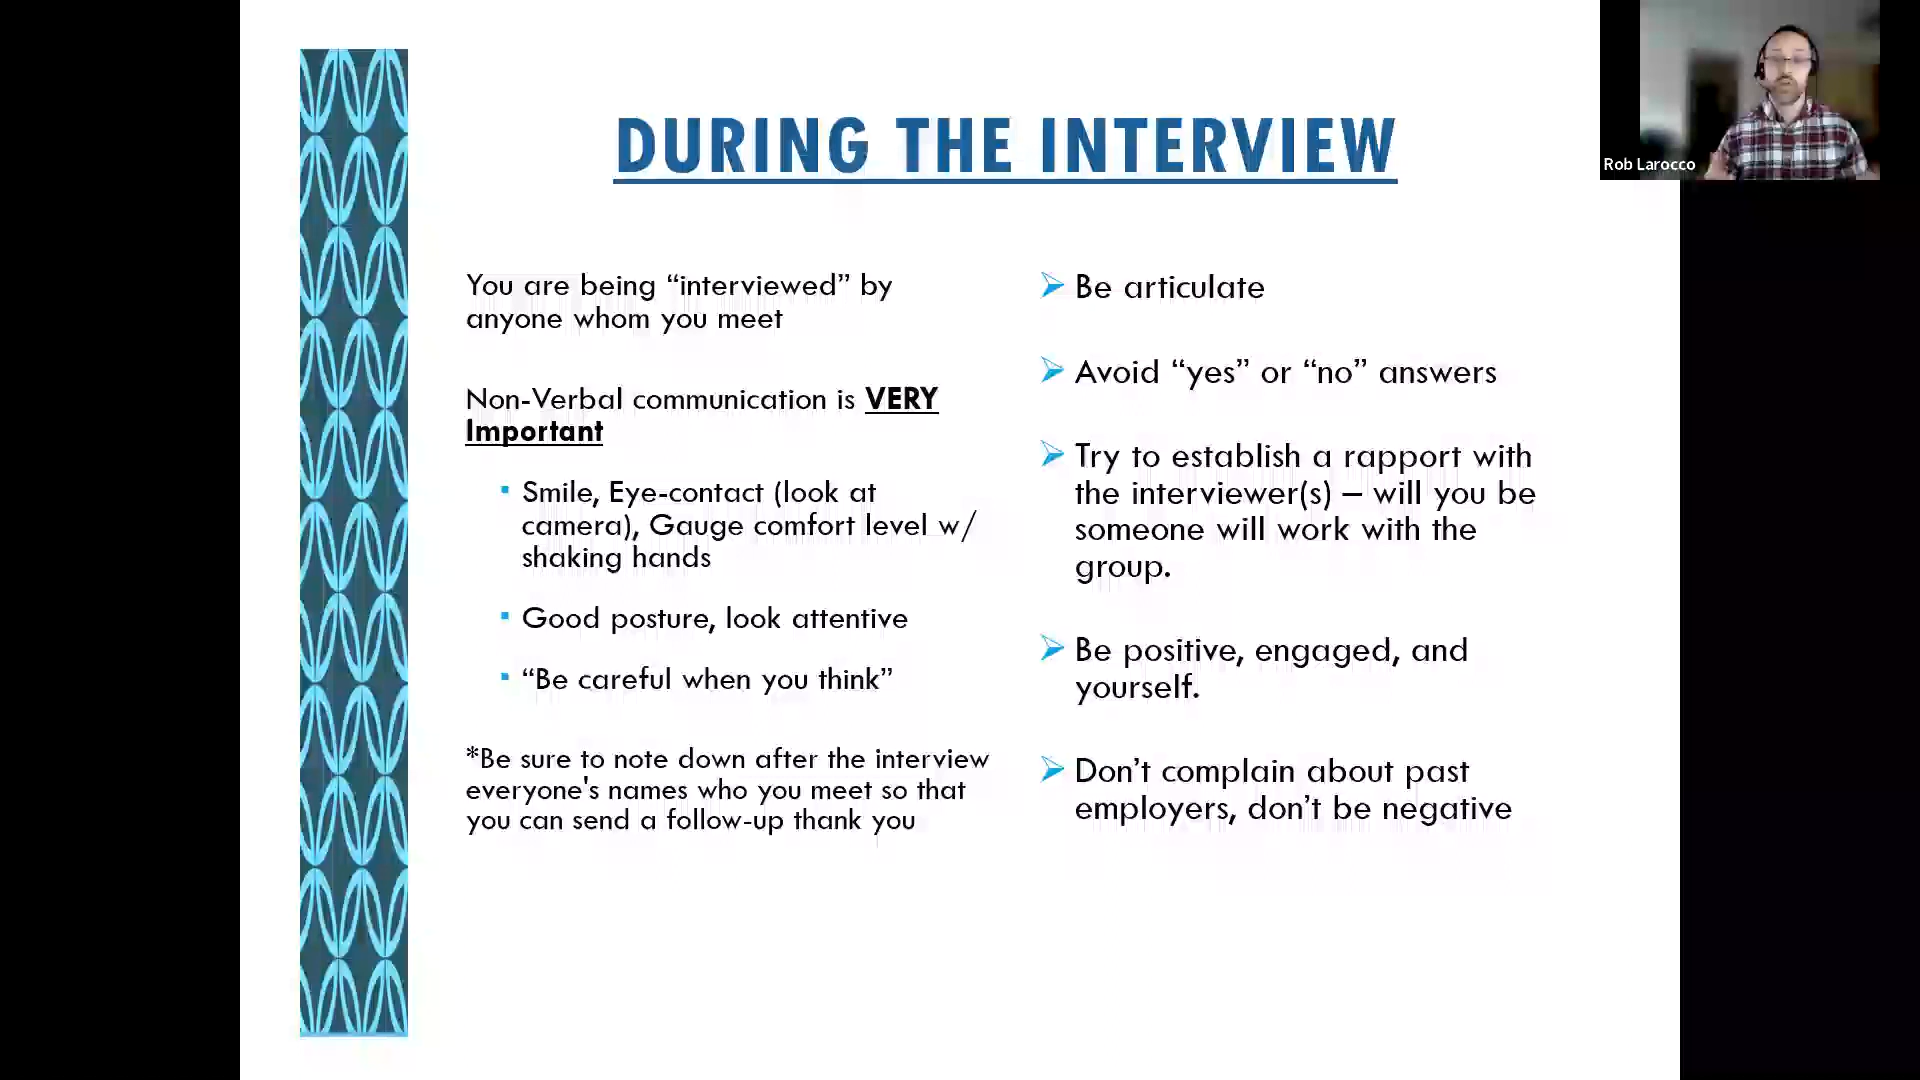 DURING THE INTERVIEW
You are being “interviewed” by
anyone whom you meet
Non-Verbal communication is VERY
Important
▪ Smile, Eye-contact (look at
camera), Gauge comfort level w/
shaking hands
▪ Good posture, look attentive
▪ “Be careful when you think”
*Be sure to note down after the interview
everyone's names who you meet so that
you can send a follow-up thank you
➢ Be articulate
➢ Avoid “yes” or “no” answers
➢ Try to establish a rapport with
the interviewer(s) – will you be
someone will work with the
group.
➢ Be positive, engaged, and
yourself.
➢ Don’t complain about past
employers, don’t be negative
Rob Larocco